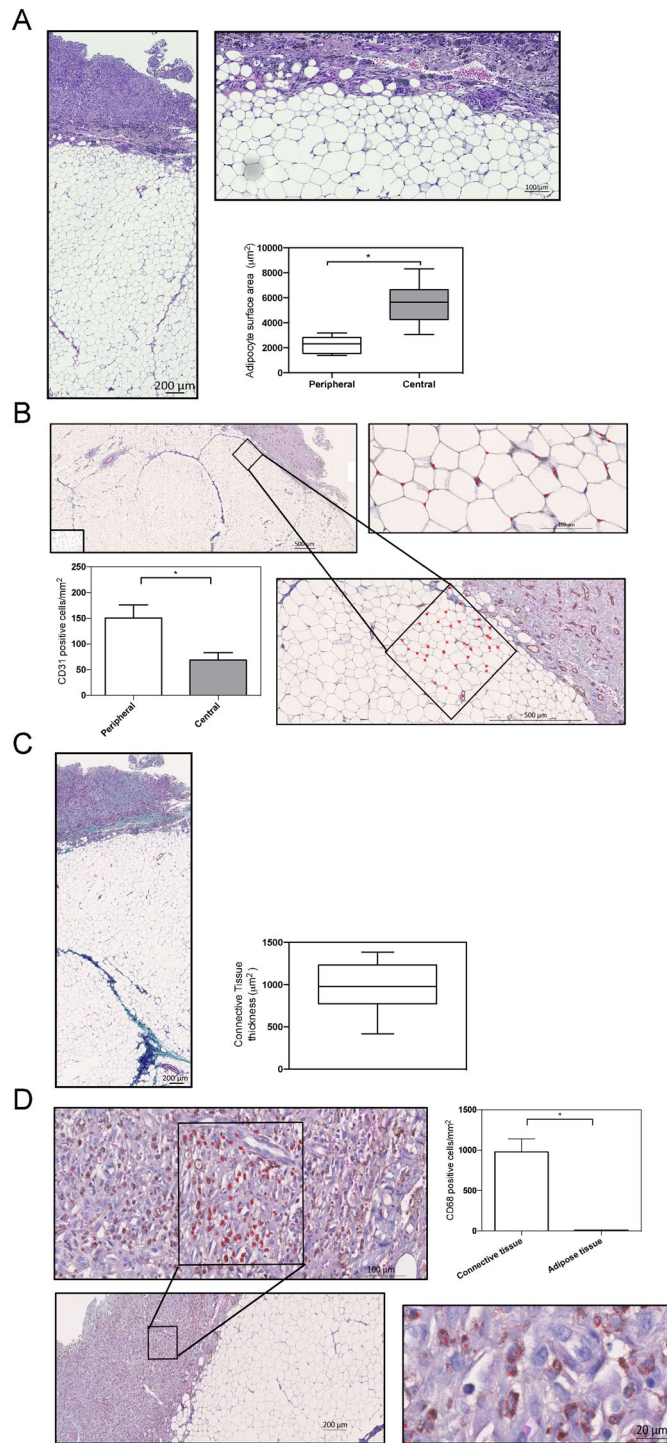 A
200 µm
100 µm
Adipocyte surface area (µm²)
10000
8000
6000
4000
2000
0
*
Peripheral
Central
B
500 µm
100 µm
CD31 positive cells/mm²
250
200
150
100
50
0
*
Peripheral
Central
500 µm
C
200 µm
Connective Tissue
thickness (µm²)
1500
1000
500
0
D
100 µm
CD68 positive cells/mm²
1500
1000
500
0
*
Connective tissue
Adipose tissue
200 µm
20 µm